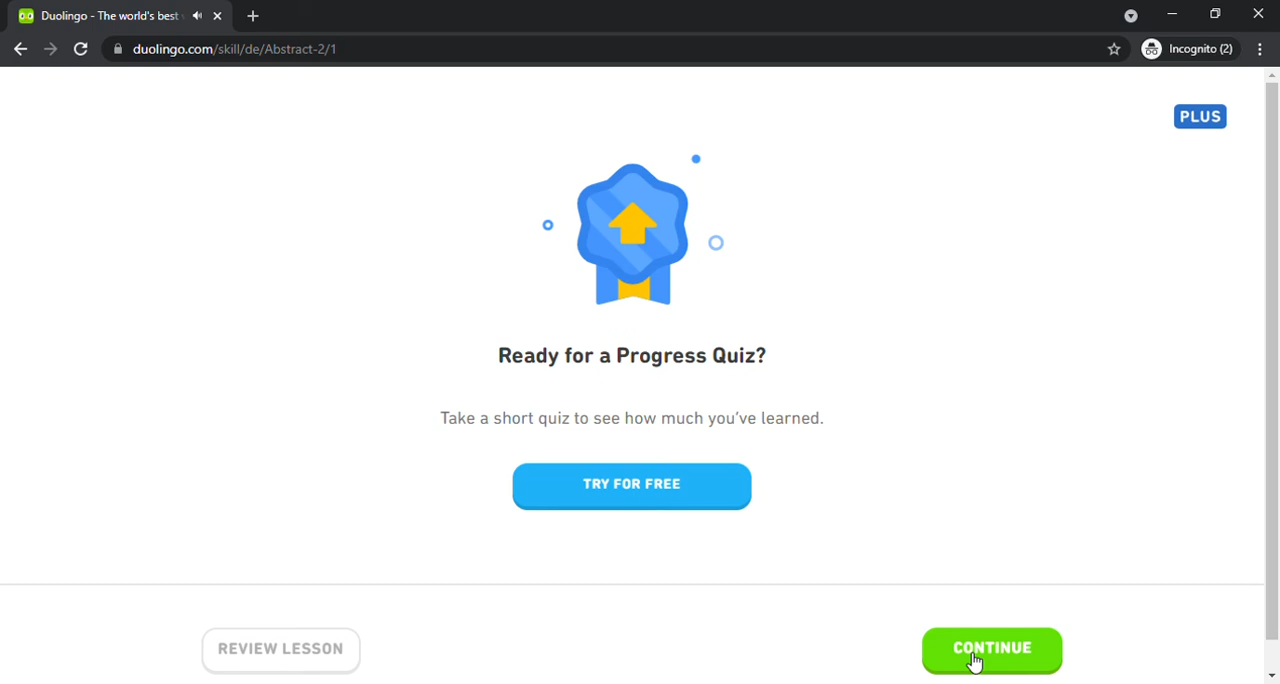 Duolingo - The world's best
duolingo.com/skill/de/Abstract-2/1
Incognito (2)
PLUS
Ready for a Progress Quiz?
Take a short quiz to see how much you've learned.
TRY FOR FREE
REVIEW LESSON
CONTINUE